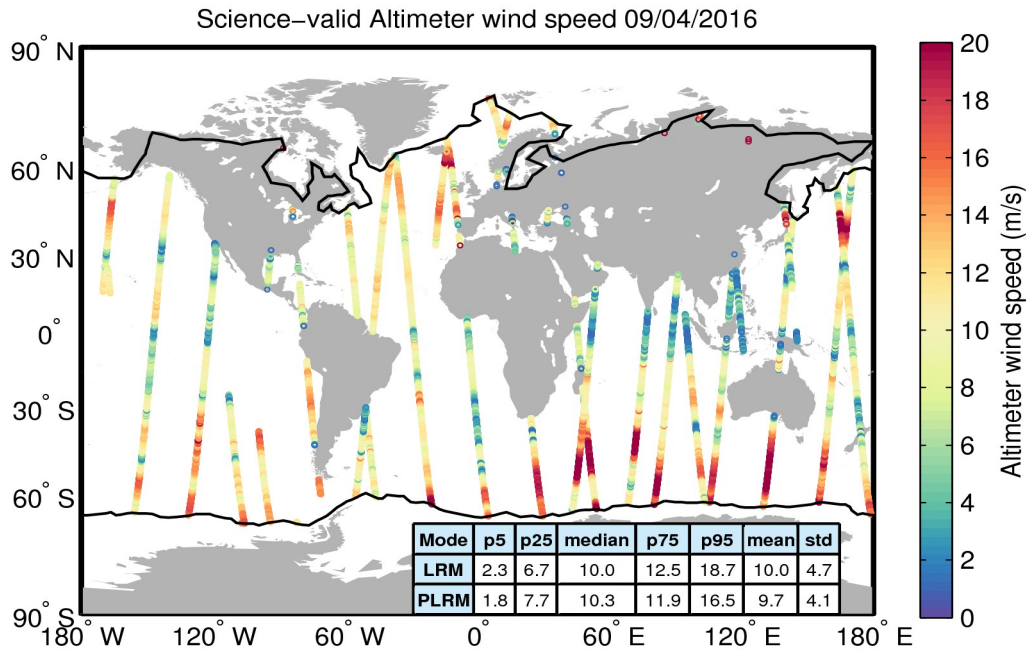 Science−valid Altimeter wind speed 09/04/2016
90° N
60° N
30° N
0°
30° S
60° S
90° S
180° W
120° W
60° W
0°
60° E
120° E
180° E
Mode p5 p25 median p75 p95 mean std
LRM 2.3 6.7 10.0 12.5 18.7 10.0 4.7
PLRM 1.8 7.7 10.3 11.9 16.5 9.7 4.1
20
18
16
14
12
10
8
6
4
2
0
Altimeter wind speed (m/s)